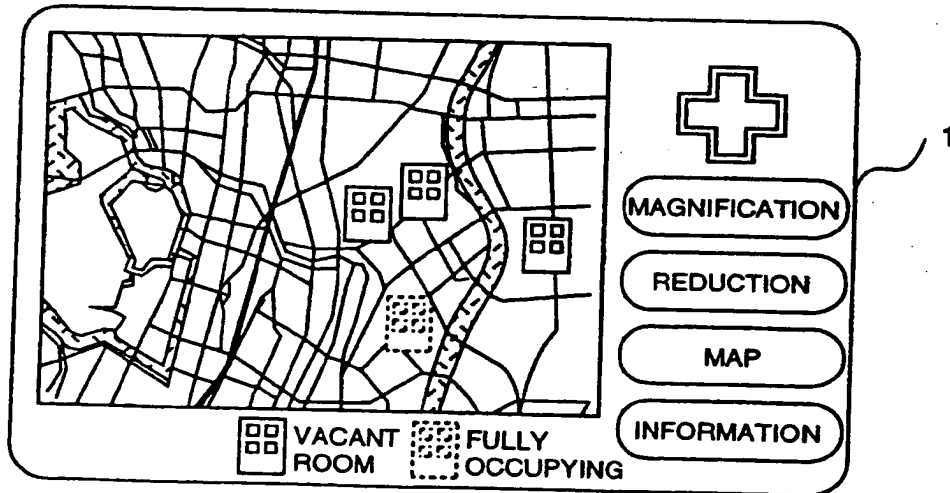 1
MAGNIFICATION
REDUCTION
MAP
INFORMATION
VACANT
ROOM
FULLY
OCCUPYING